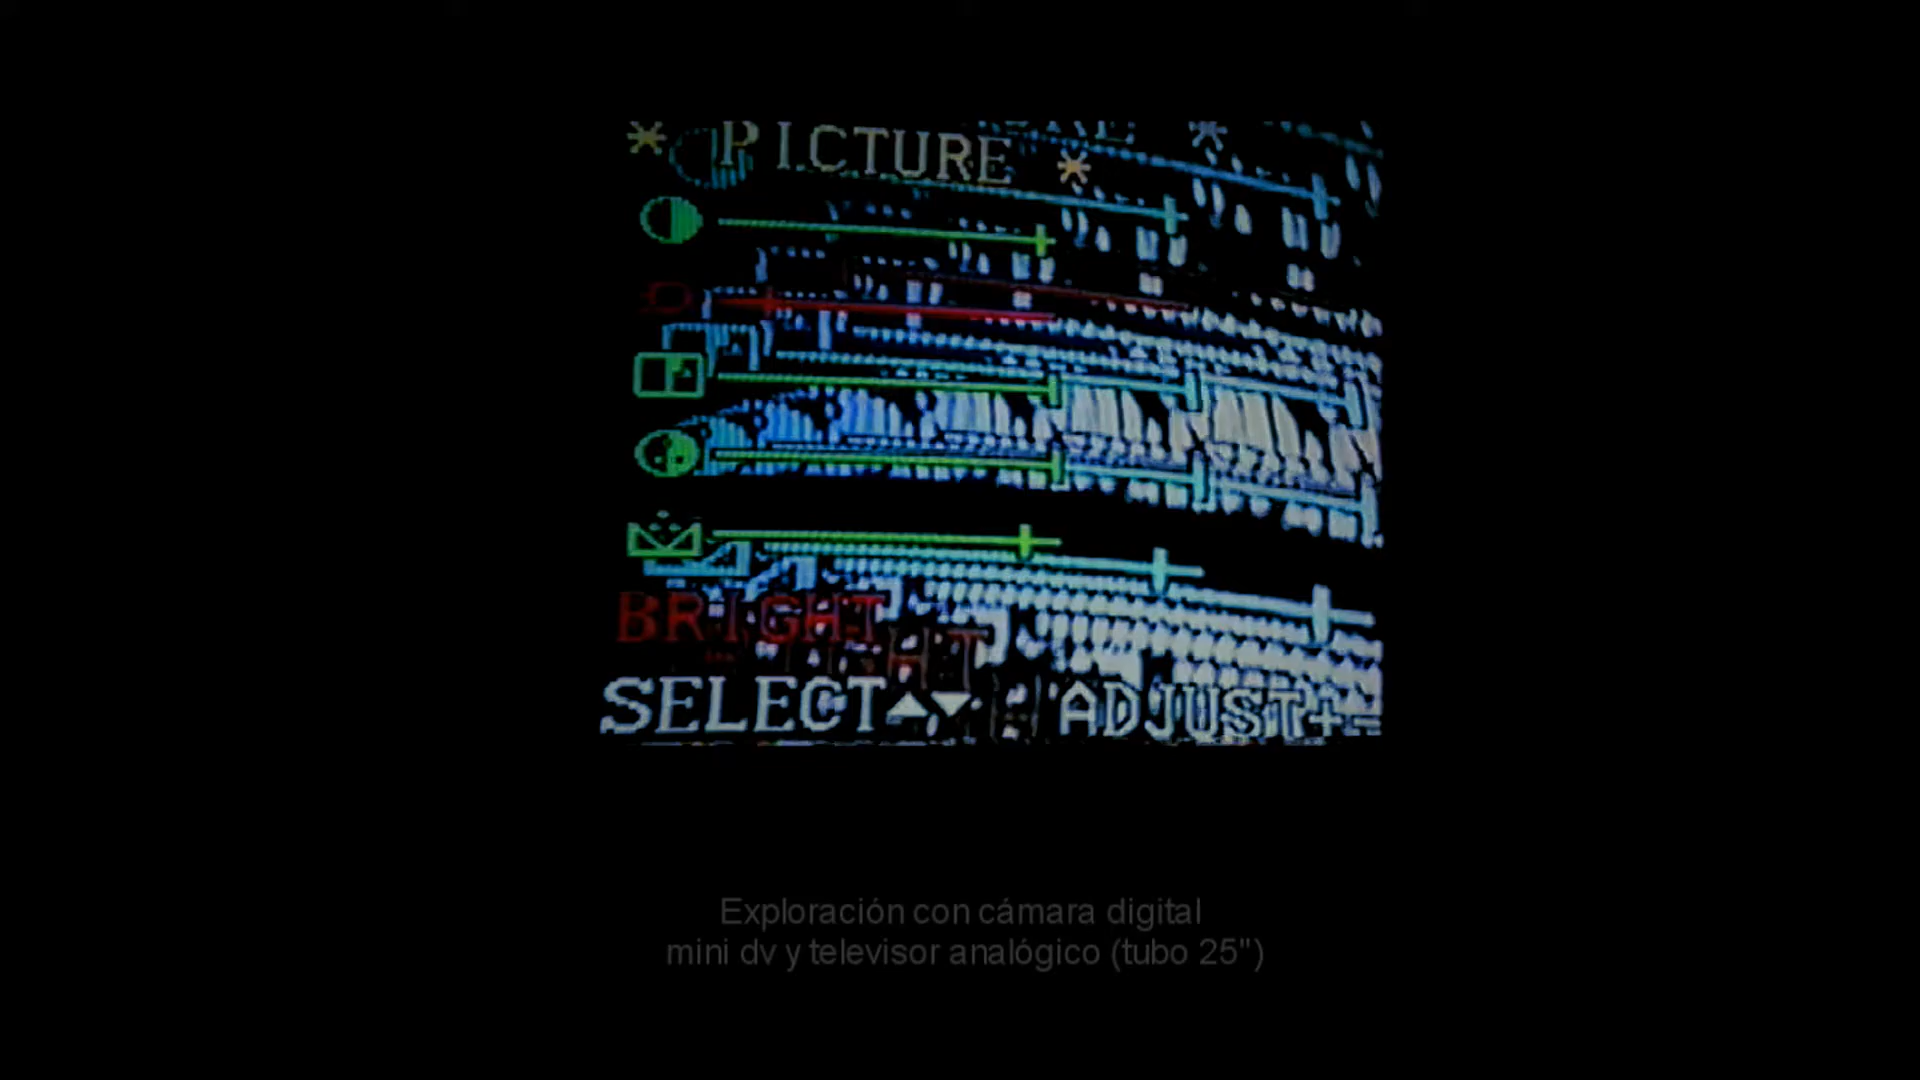 * PICTURE *
BRIGHT
SELECT▲▼ ADJUST+-
Exploración con cámara digital
mini dv y televisor analógico (tubo 25")